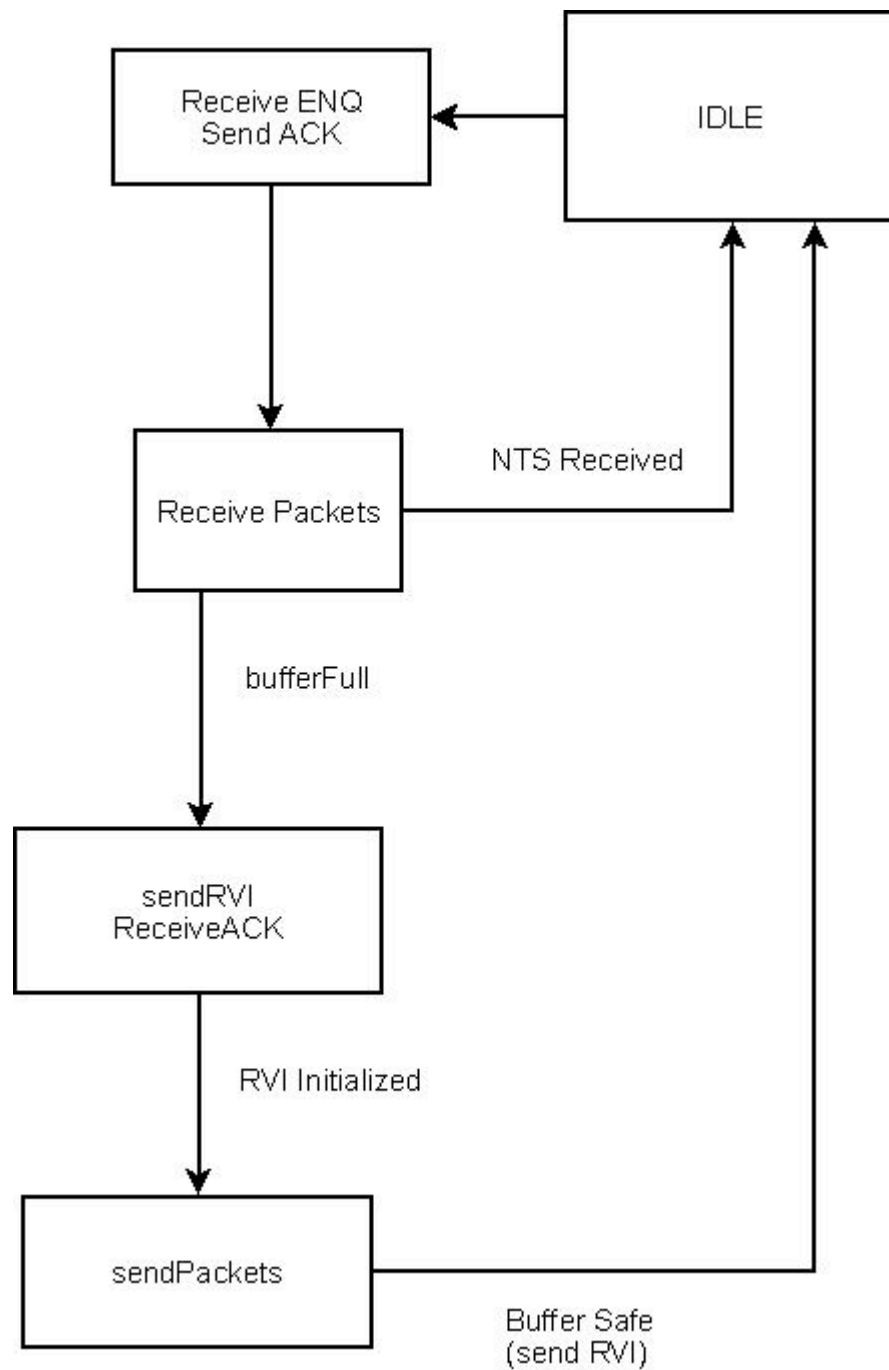 Receive ENQ
Send ACK
IDLE
NTS Received
Receive Packets
bufferFull
sendRVI
ReceiveACK
RVI Initialized
sendPackets
Buffer Safe
(send RVI)